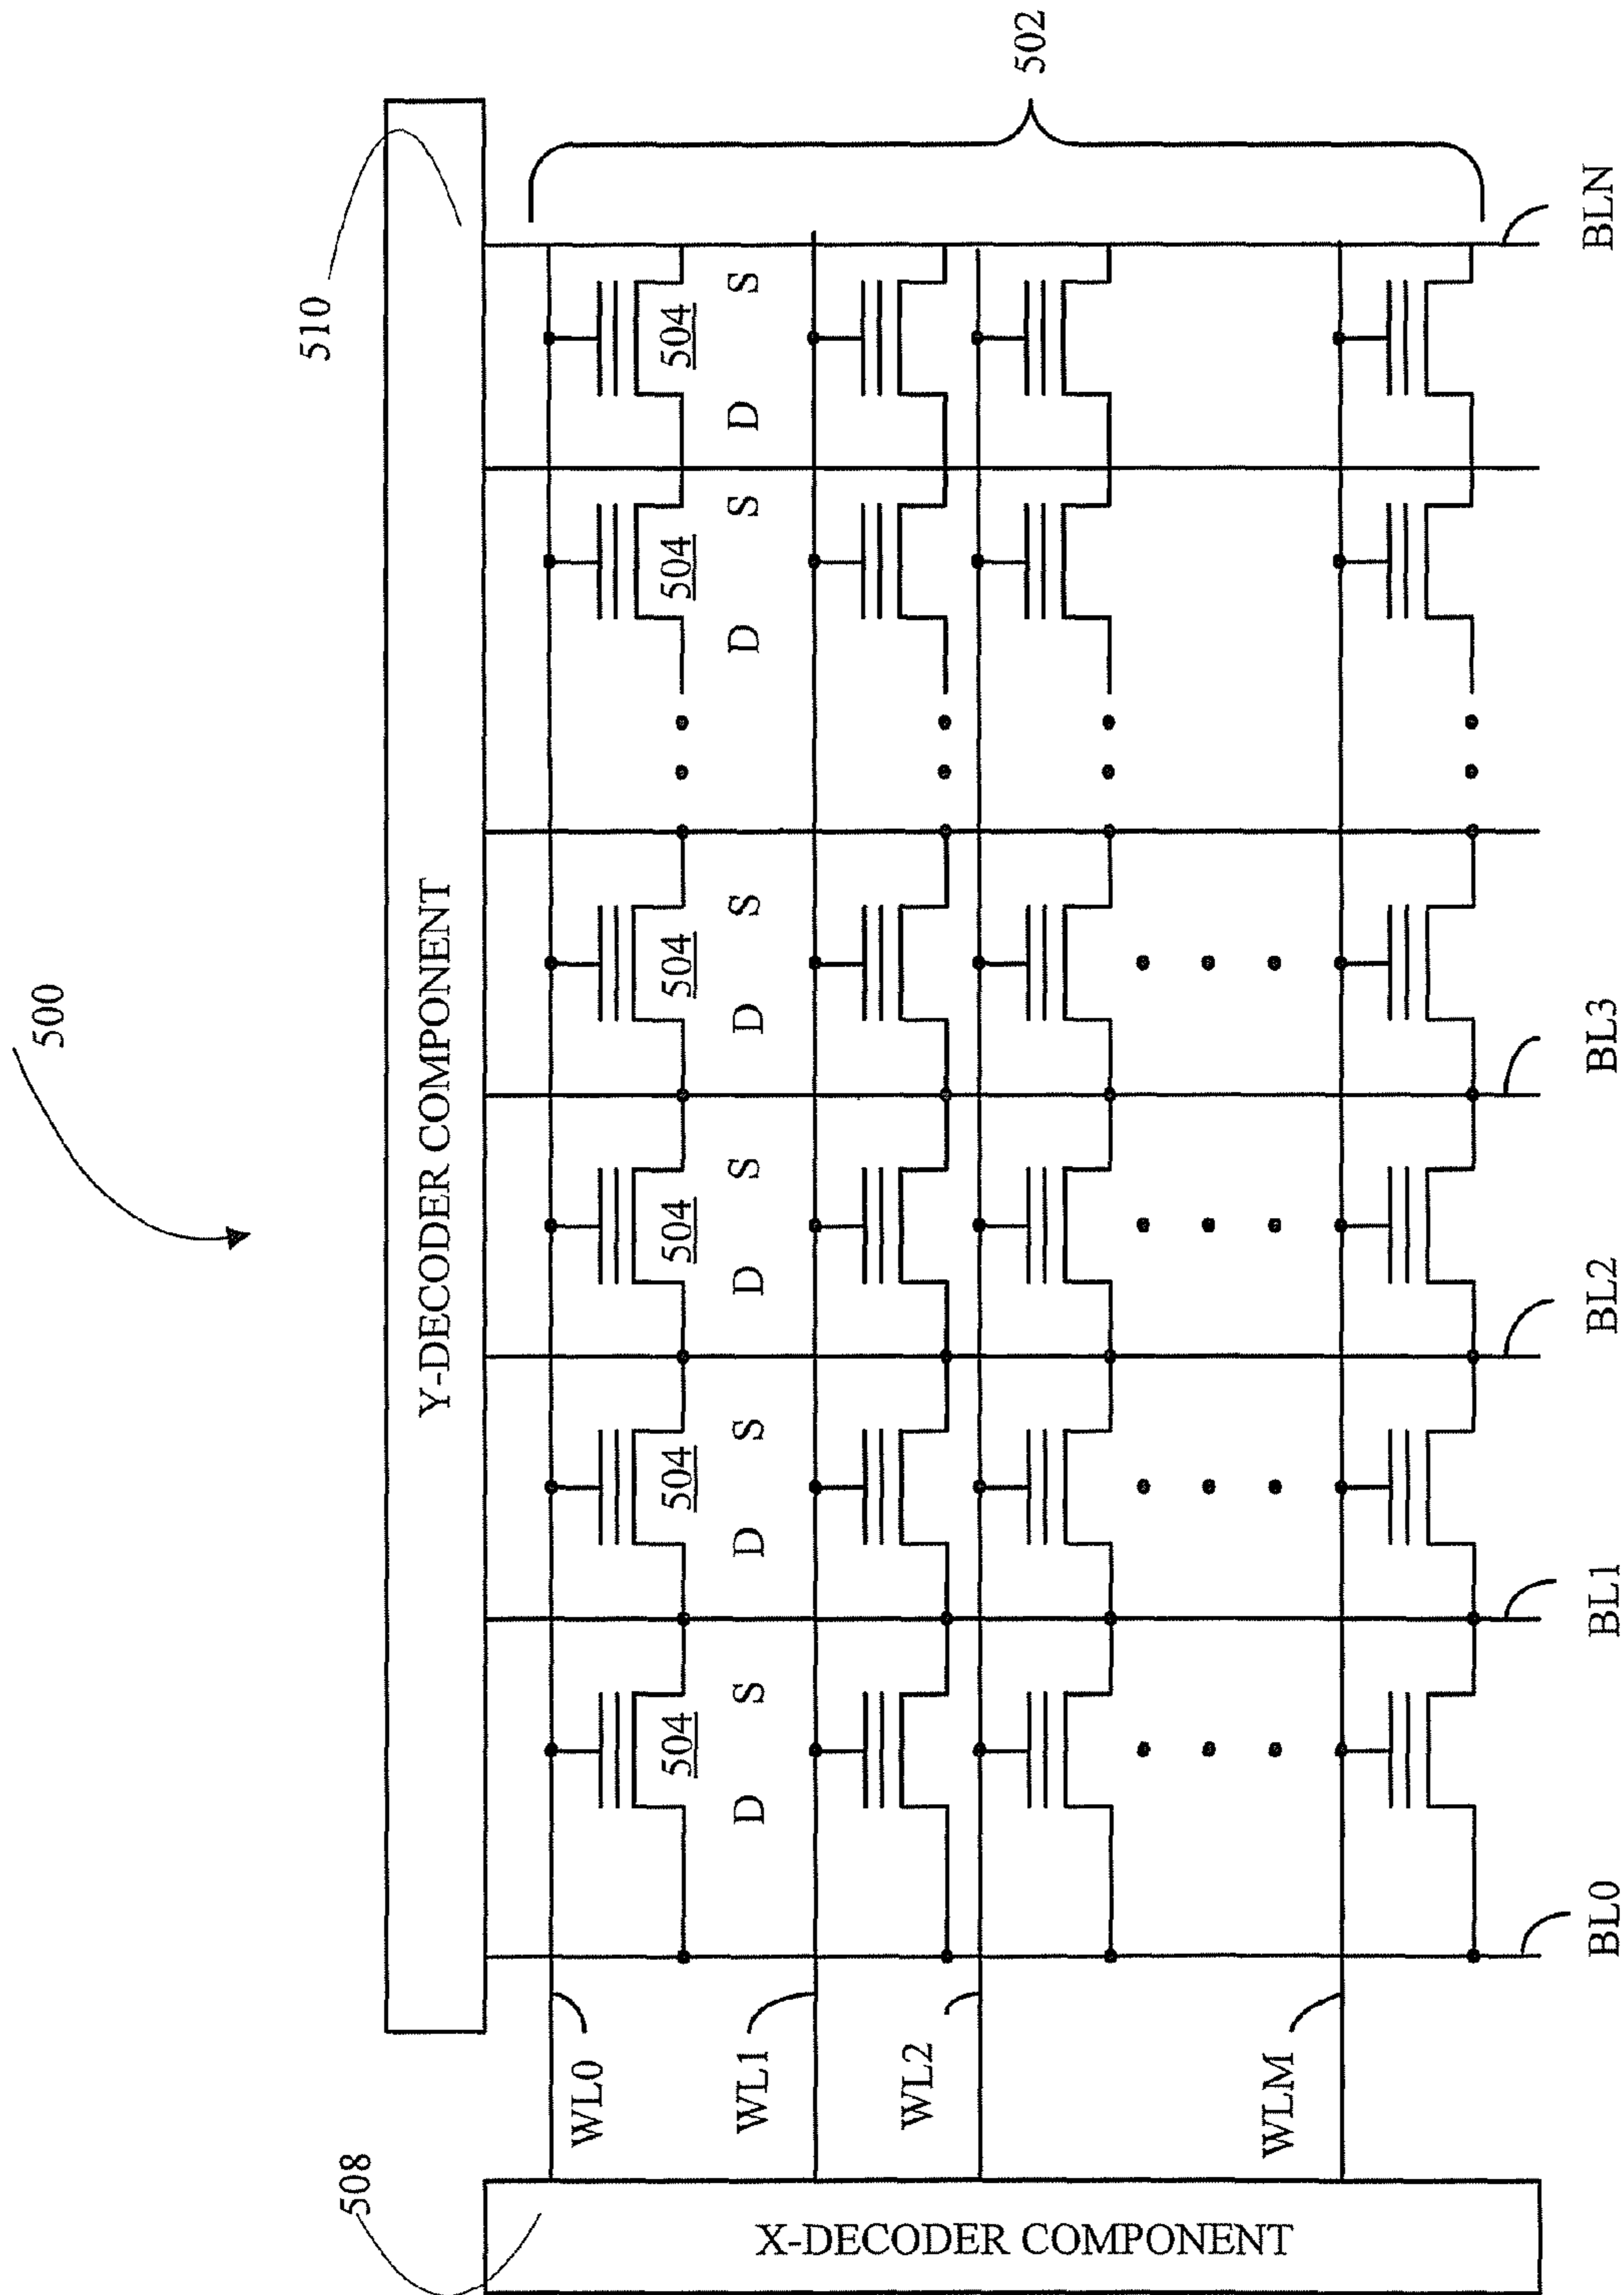 500
510
Y-DECODER COMPONENT
502
504 504 504 504 504 504
D S D S D S D S D S D S
508
X-DECODER COMPONENT
WL0
WL1
WL2
WLM
BL0 BL1 BL2 BL3 BLN